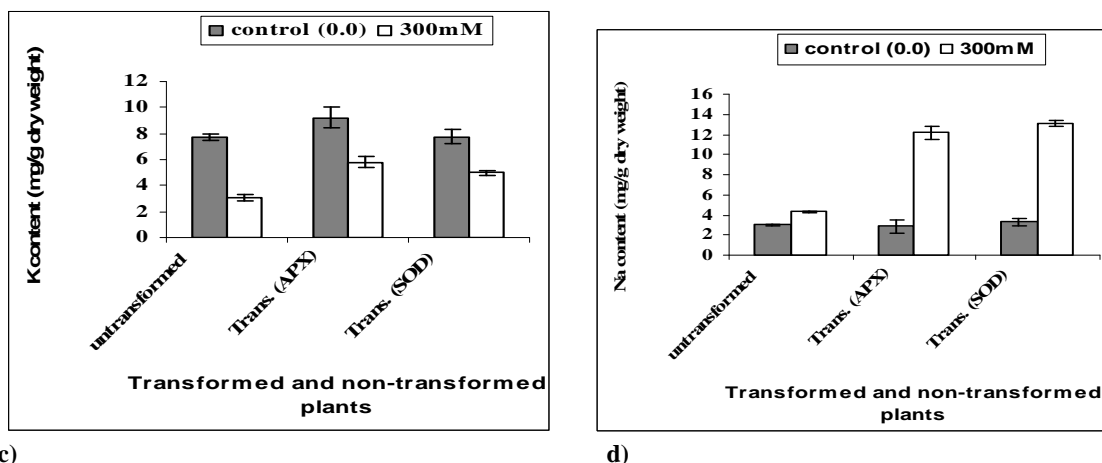 control (0.0) 300mM
K content (mg/g dry weight)
12
10
8
6
4
2
0
untransformed
Trans. (APX)
Trans. (SOD)
Transformed and non-transformed
plants
c)
control (0.0) 300mM
Na content (mg/g dry weight)
16
14
12
10
8
6
4
2
0
untransformed
Trans. (APX)
Trans. (SOD)
Transformed and non-transformed
plants
d)